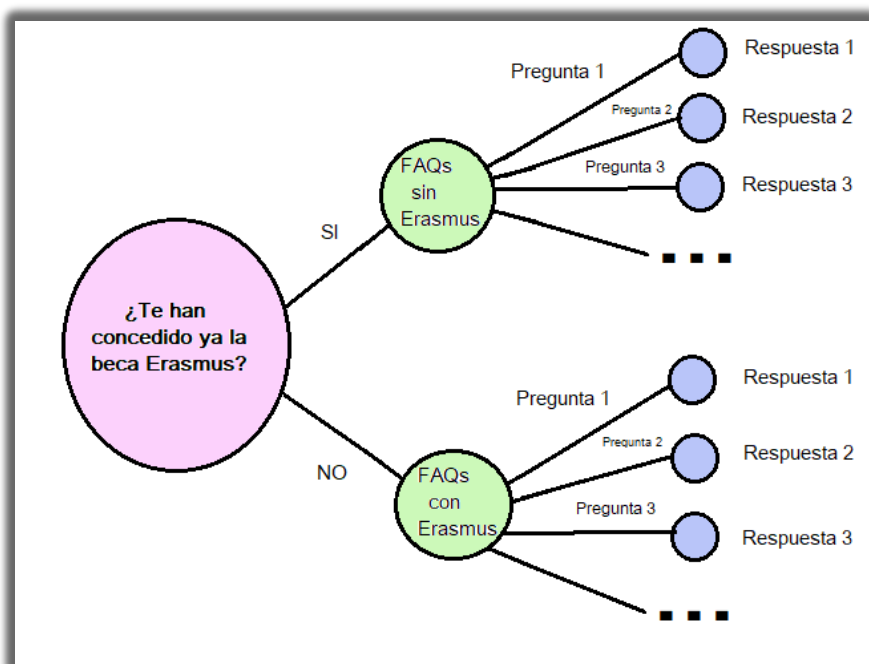 Pregunta 1
Respuesta 1
Pregunta 2
Respuesta 2
Pregunta 3
Respuesta 3
FAQs
sin
Erasmus
SI
¿Te han
concedido ya la
beca Erasmus?
NO
FAQs
con
Erasmus
Pregunta 1
Respuesta 1
Pregunta 2
Respuesta 2
Pregunta 3
Respuesta 3